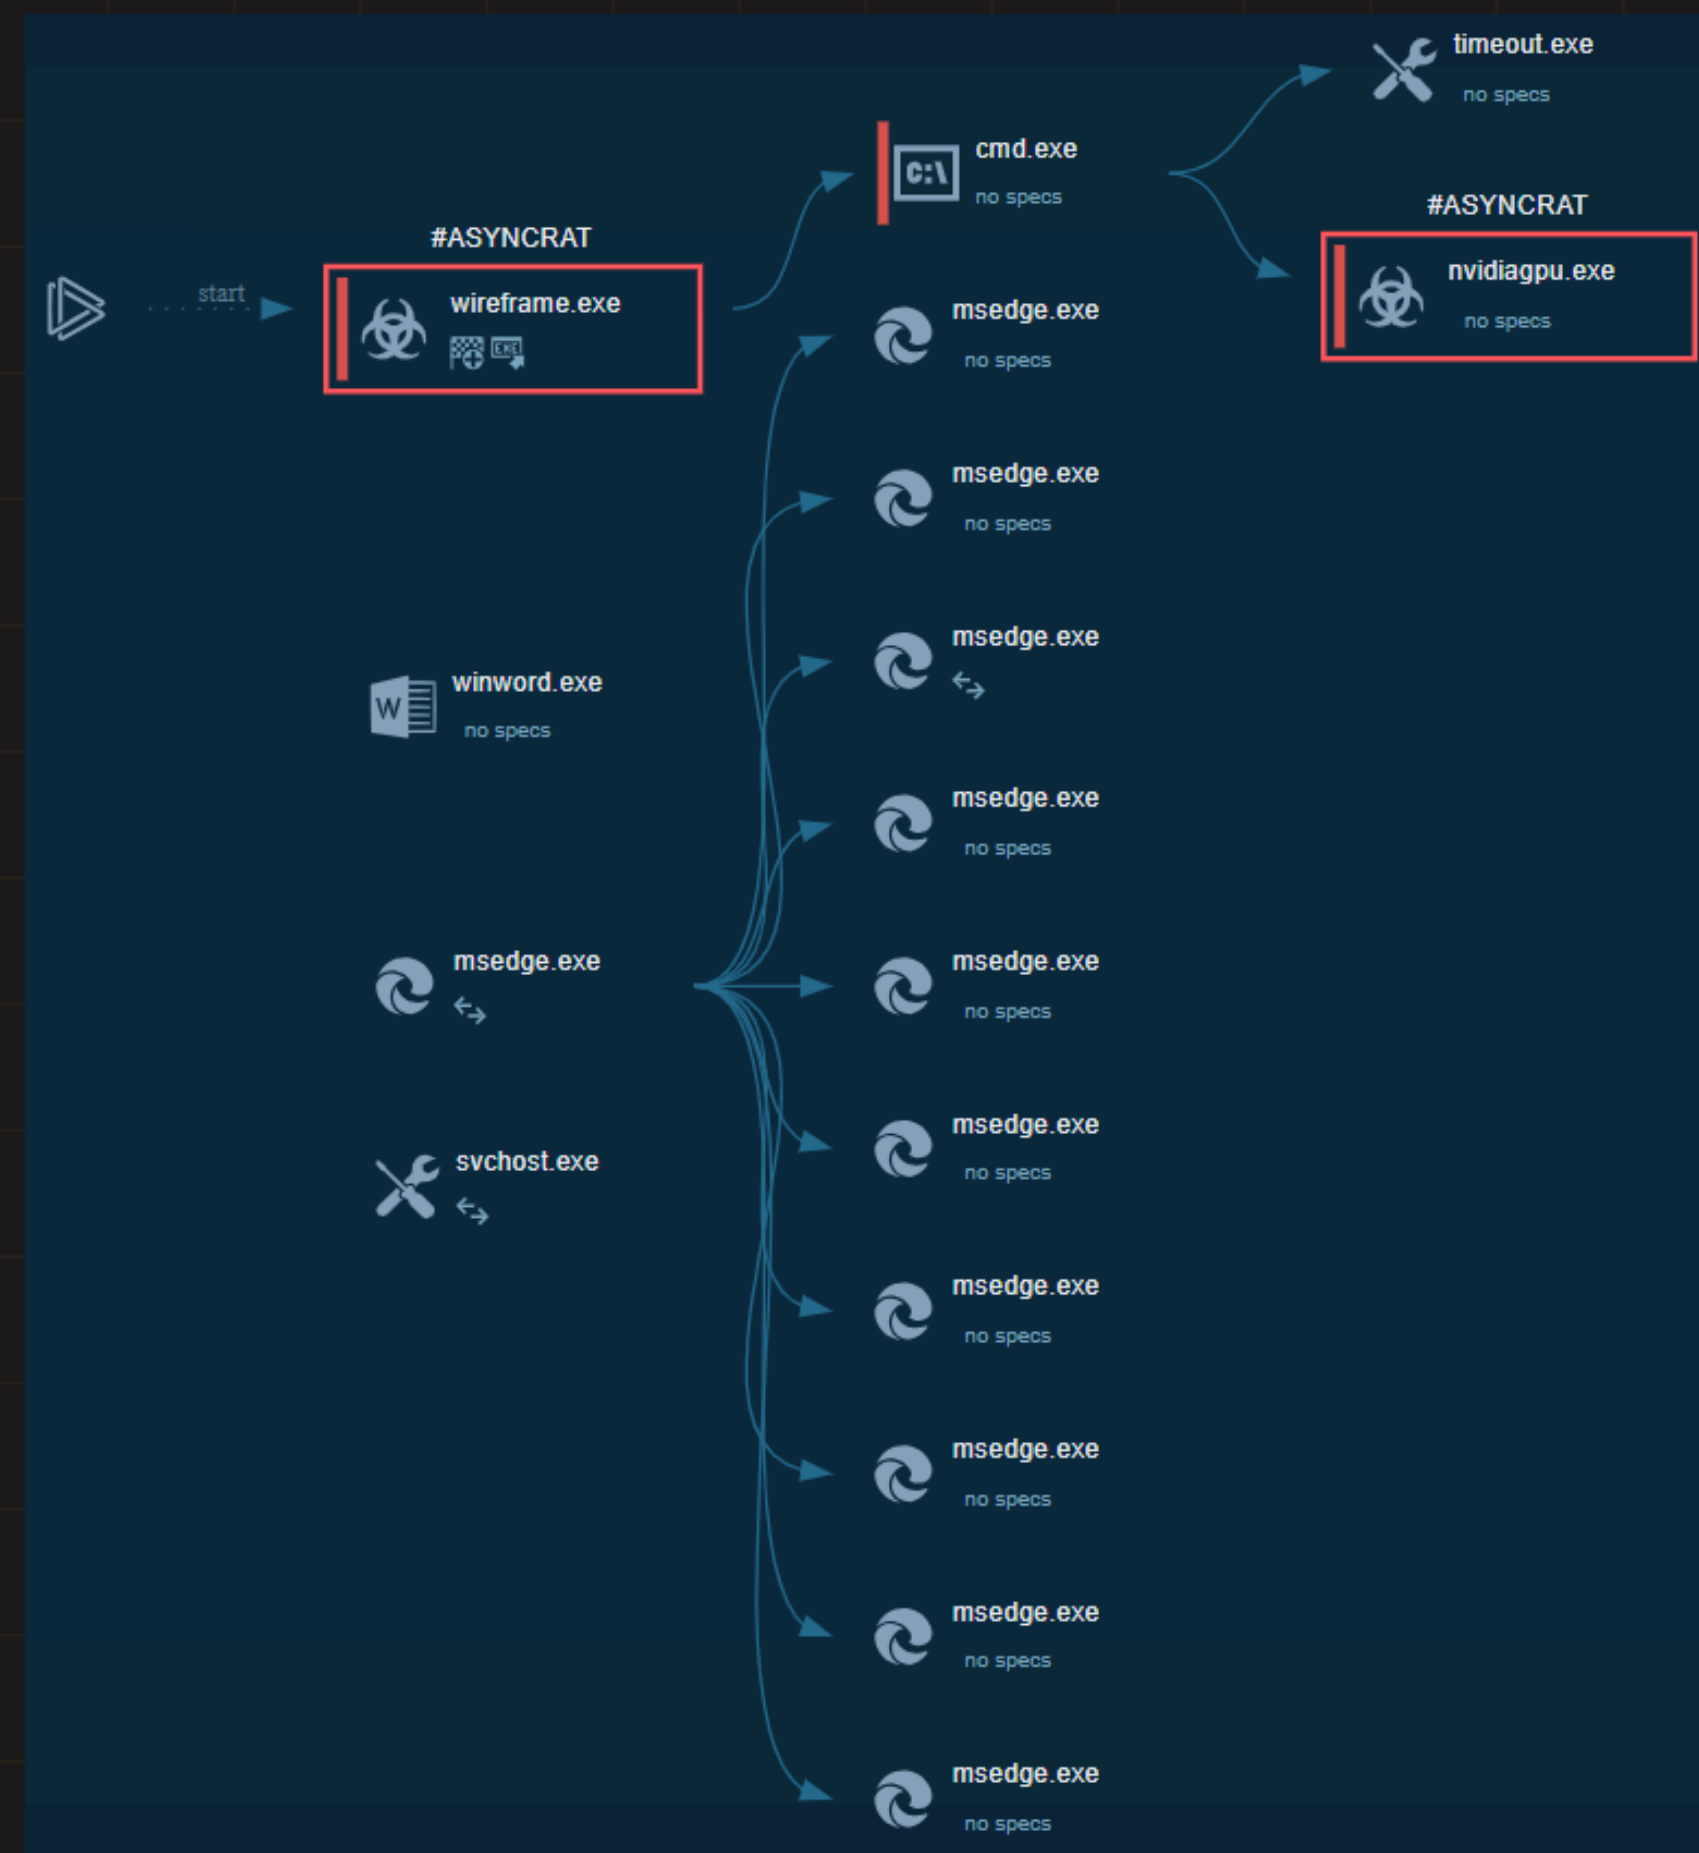 start
#ASYNCRAT
wireframe.exe
EXE
winword.exe
no specs
W
msedge.exe
svchost.exe
C:\
cmd.exe
no specs
msedge.exe
no specs
msedge.exe
no specs
msedge.exe
msedge.exe
no specs
msedge.exe
no specs
msedge.exe
no specs
msedge.exe
no specs
msedge.exe
no specs
msedge.exe
no specs
msedge.exe
no specs
timeout.exe
no specs
#ASYNCRAT
nvidiagpu.exe
no specs